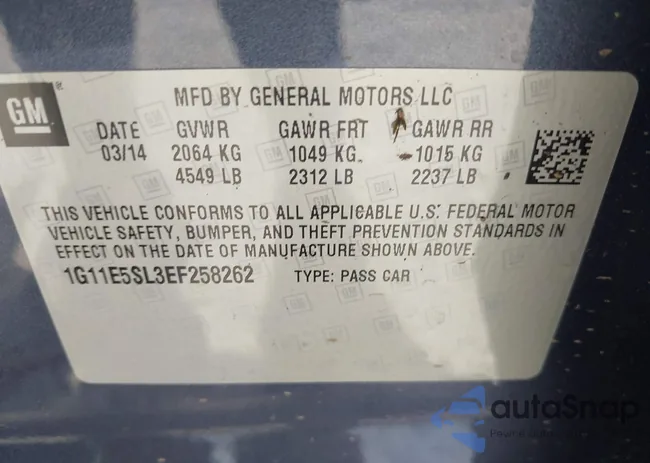 GM
MFD BY GENERAL MOTORS LLC
DATE GVWR GAWR FRT GAWR RR
03/14 2064 KG 1049 KG 1015 KG
4549 LB 2312 LB 2237 LB
THIS VEHICLE CONFORMS TO ALL APPLICABLE U.S. FEDERAL MOTOR
VEHICLE SAFETY, BUMPER, AND THEFT PREVENTION STANDARDS IN
EFFECT ON THE DATE OF MANUFACTURE SHOWN ABOVE.
1G11E5SL3EF258262 TYPE: PASS CAR
autoSnap